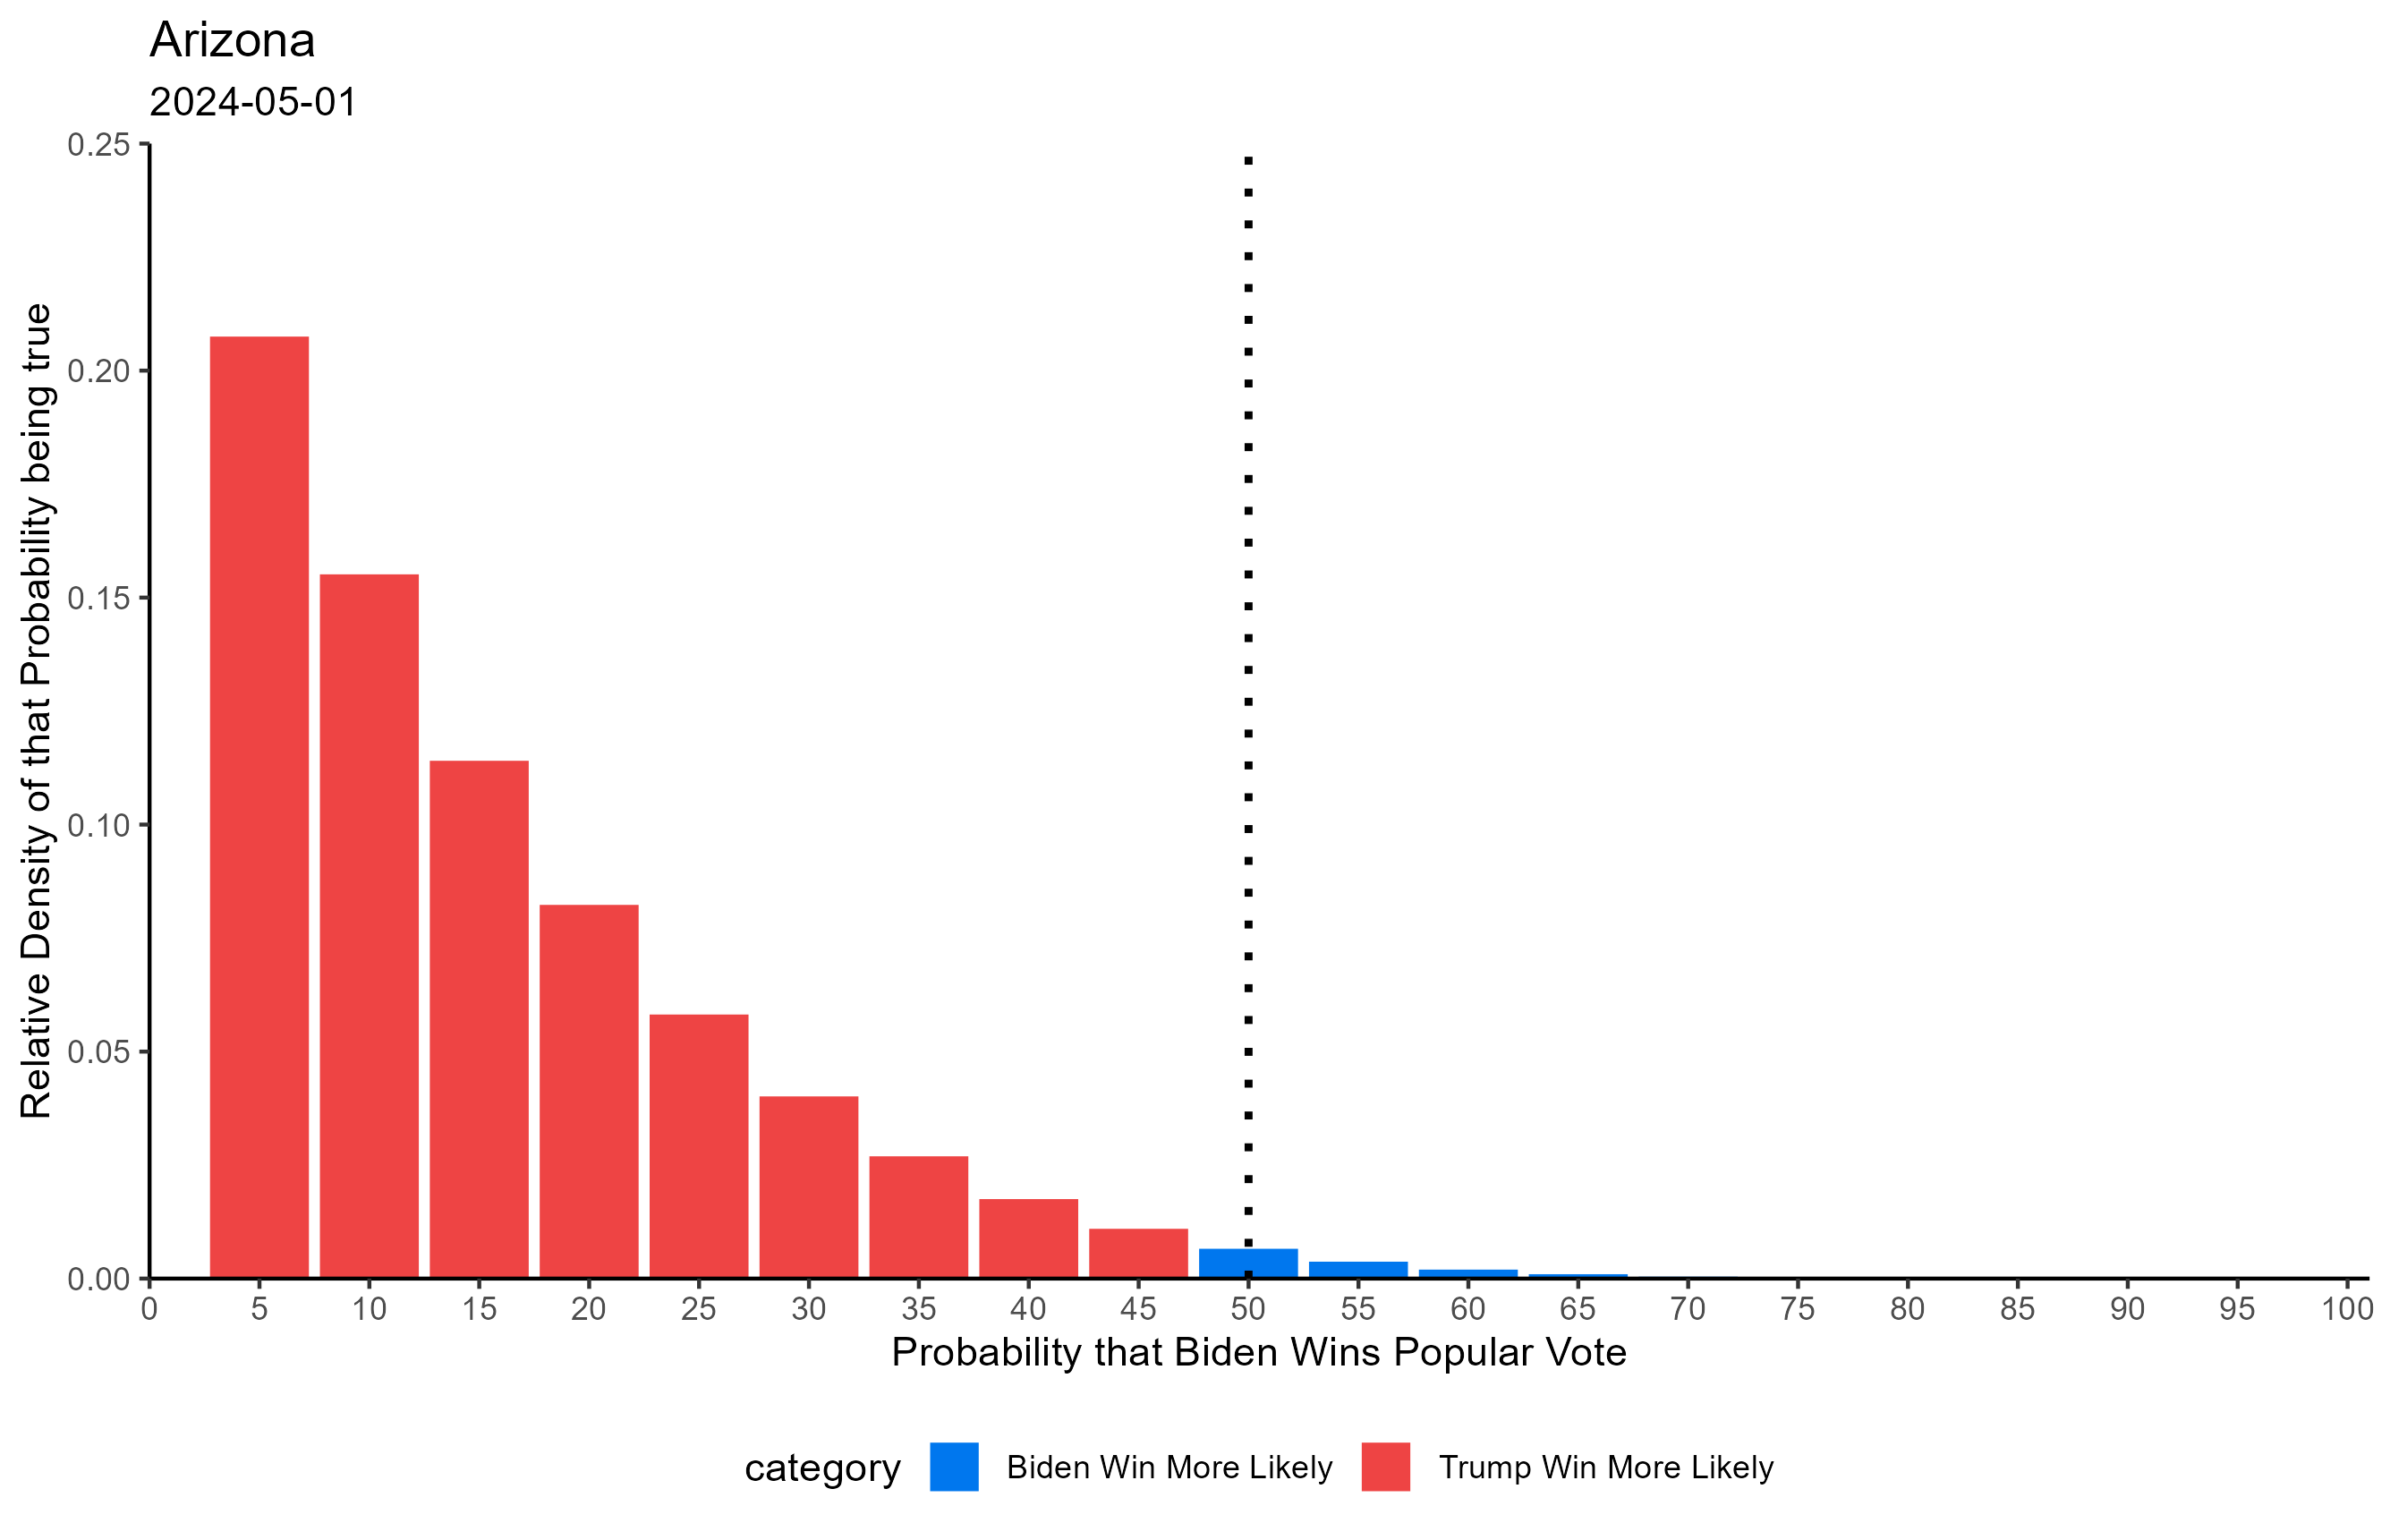 Arizona
2024-05-01
0.25
0.20
0.15
0.10
0.05
0.00
Relative Density of that Probability being true
0 5 10 15 20 25 30 35 40 45 50 55 60 65 70 75 80 85 90 95 100
Probability that Biden Wins Popular Vote
category Biden Win More Likely Trump Win More Likely